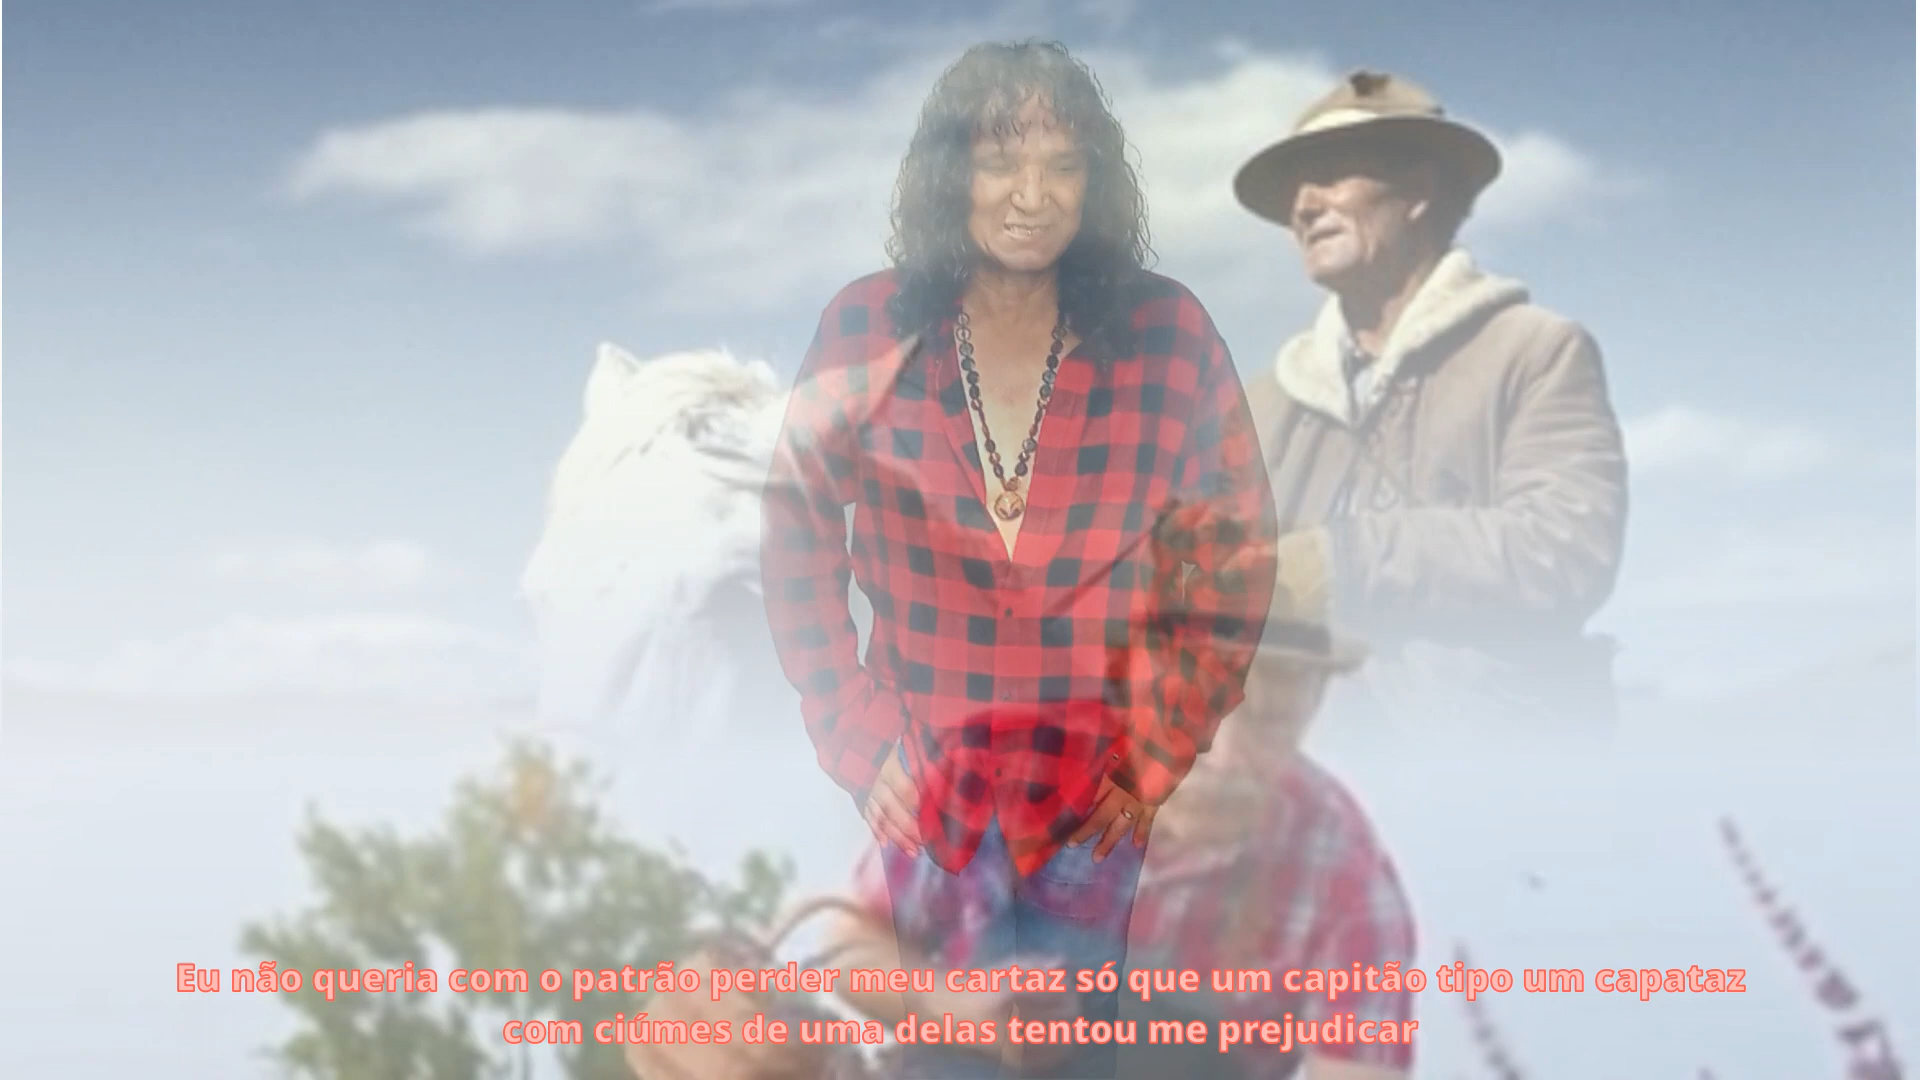 Eu não queria com o patrão perder meu cartaz só que um capitão tipo um capataz
com ciúmes de uma delas tentou me prejudicar